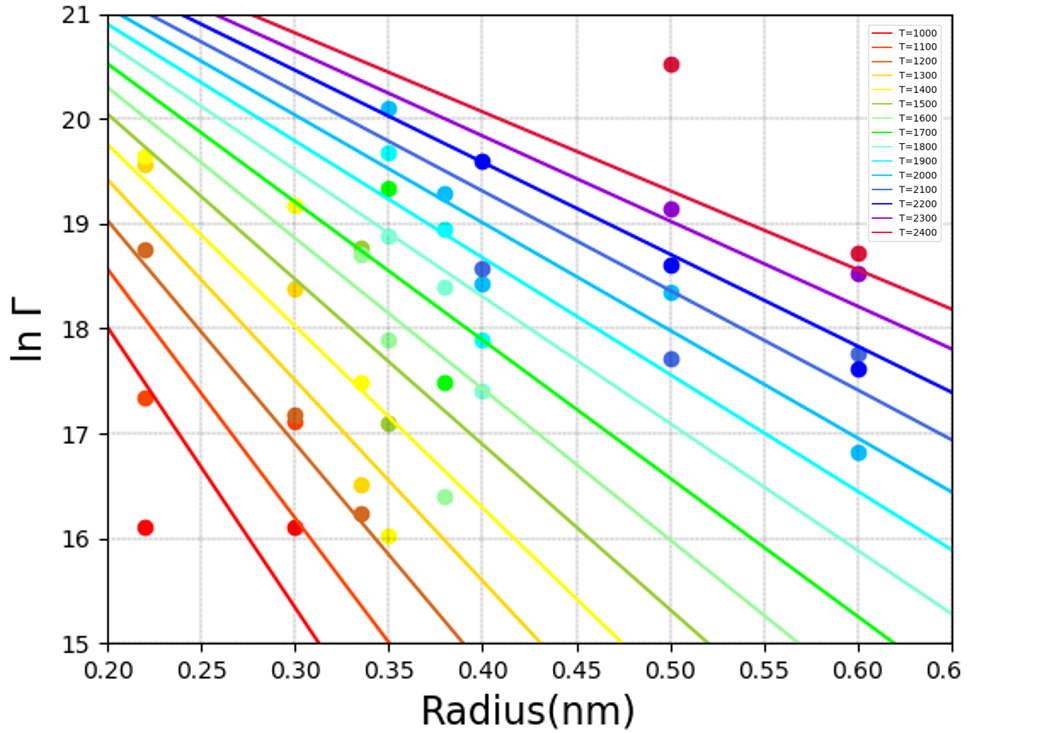 21
20
19
18
17
16
15
ln Γ
T=1000
T=1100
T=1200
T=1300
T=1400
T=1500
T=1600
T=1700
T=1800
T=1900
T=2000
T=2100
T=2200
T=2300
T=2400
0.20 0.25 0.30 0.35 0.40 0.45 0.50 0.55 0.60 0.6
Radius(nm)